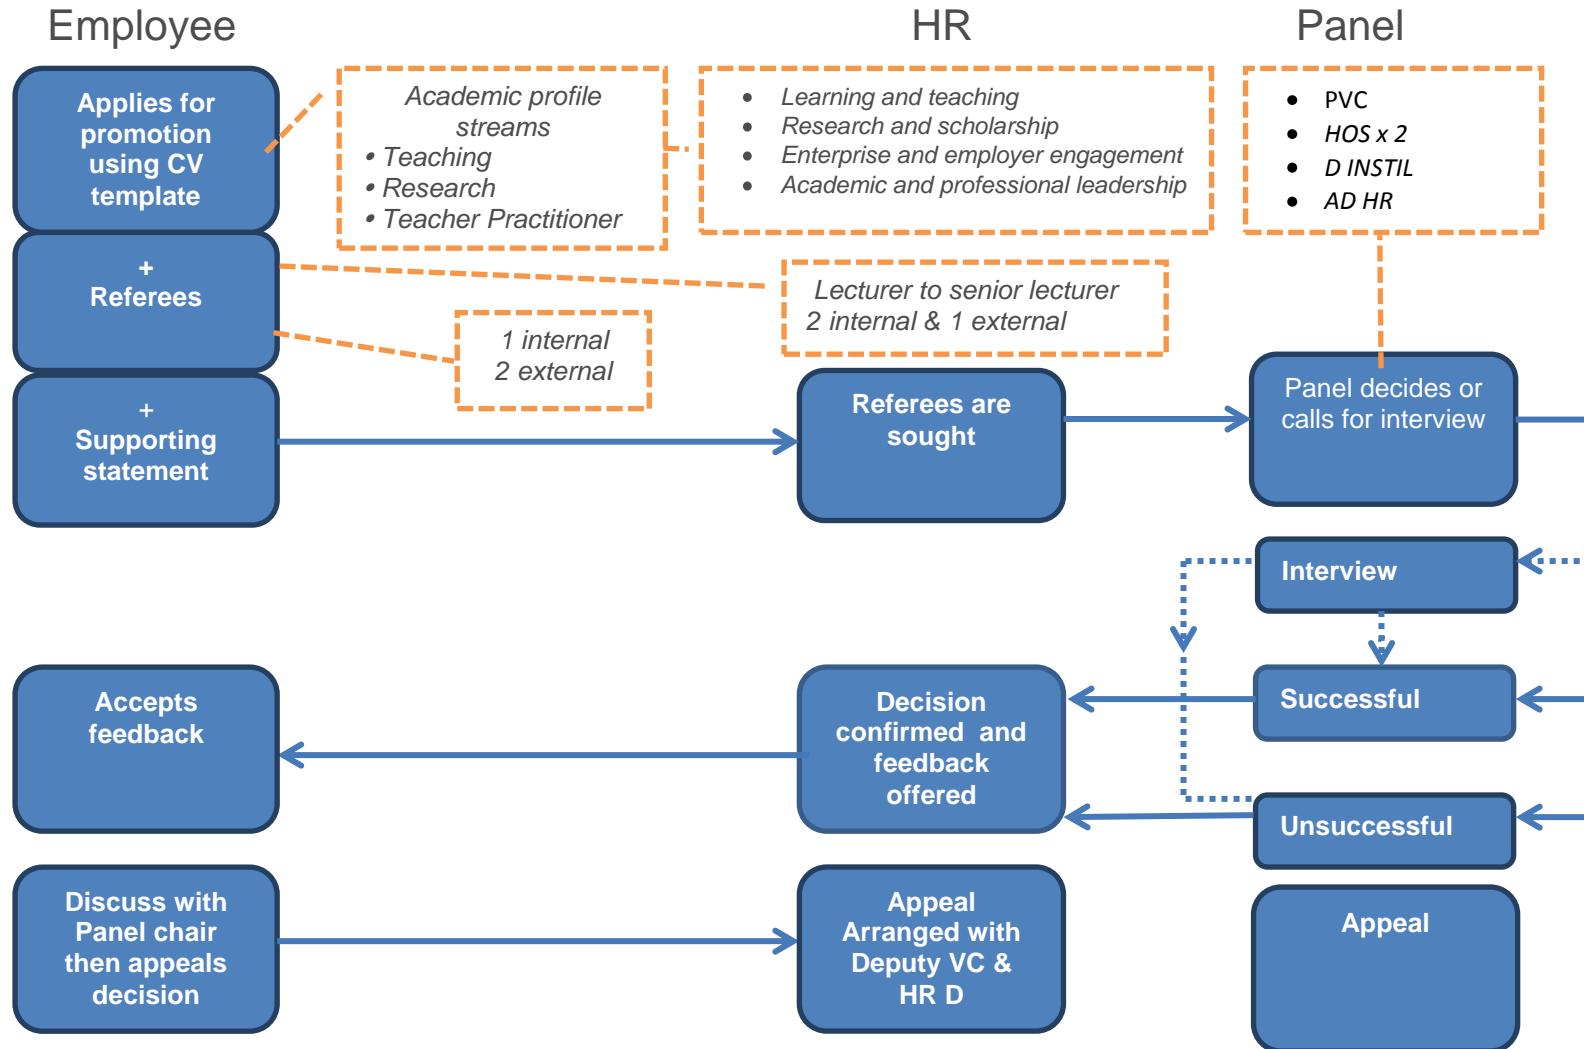 Employee
HR
Panel
Applies for
promotion
using CV
template
Academic profile
streams
• Teaching
• Research
• Teacher Practitioner
• Learning and teaching
• Research and scholarship
• Enterprise and employer engagement
• Academic and professional leadership
• PVC
• HOS x 2
• D INSTIL
• AD HR
+
Referees
Lecturer to senior lecturer
2 internal & 1 external
1 internal
2 external
+
Supporting
statement
Referees are
sought
Panel decides or
calls for interview
Interview
Accepts
feedback
Decision
confirmed and
feedback
offered
Successful
Unsuccessful
Discuss with
Panel chair
then appeals
decision
Appeal
Arranged with
Deputy VC &
HR D
Appeal